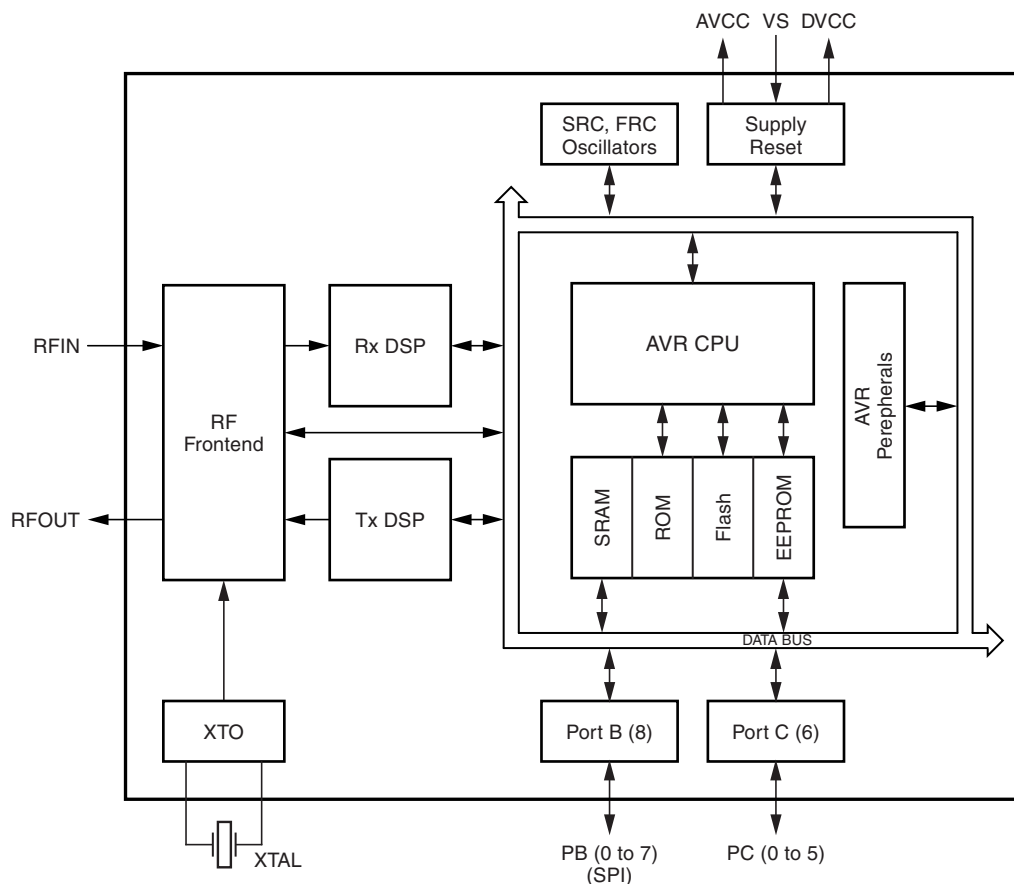 AVCC VS DVCC
SRC, FRC
Oscillators
Supply
Reset
RFIN
RF
Frontend
Rx DSP
AVR CPU
AVR
Perepherals
RFOUT
Tx DSP
SRAM
ROM
Flash
EEPROM
DATA BUS
XTO
Port B (8)
Port C (6)
XTAL
PB (0 to 7)
(SPI)
PC (0 to 5)